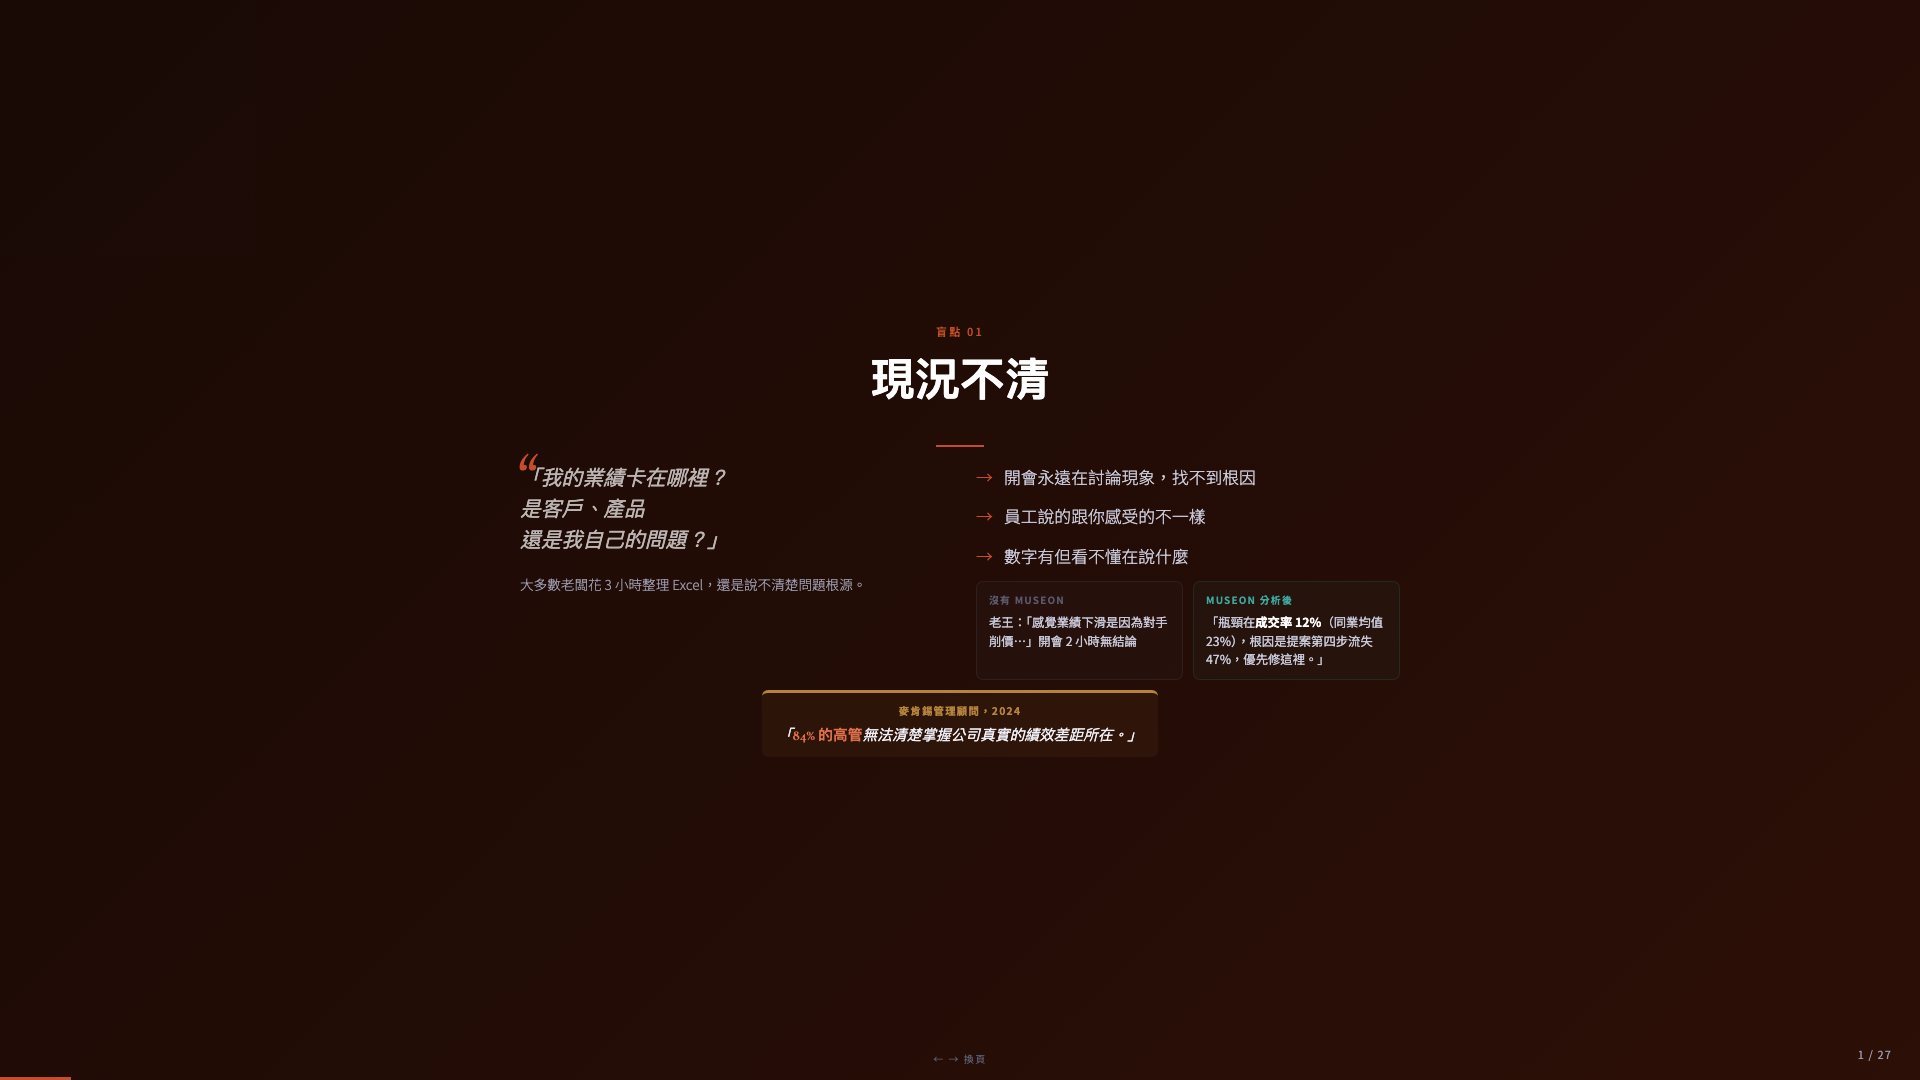 盲點 01
現況不清
“
「我的業績卡在哪裡？
是客戶、產品
還是我自己的問題？」
大多數老闆花 3 小時整理 Excel，還是說不清楚問題根源。
→ 開會永遠在討論現象，找不到根因
→ 員工說的跟你感受的不一樣
→ 數字有但看不懂在說什麼
沒有 MUSEON
老王：「感覺業績下滑是因為對手
削價…」開會 2 小時無結論
MUSEON 分析後
「瓶頸在成交率 12%（同業均值
23%），根因是提案第四步流失
47%，優先修這裡。」
麥肯錫管理顧問，2024
「84% 的高管無法清楚掌握公司真實的績效差距所在。」
← → 換頁
1 / 27